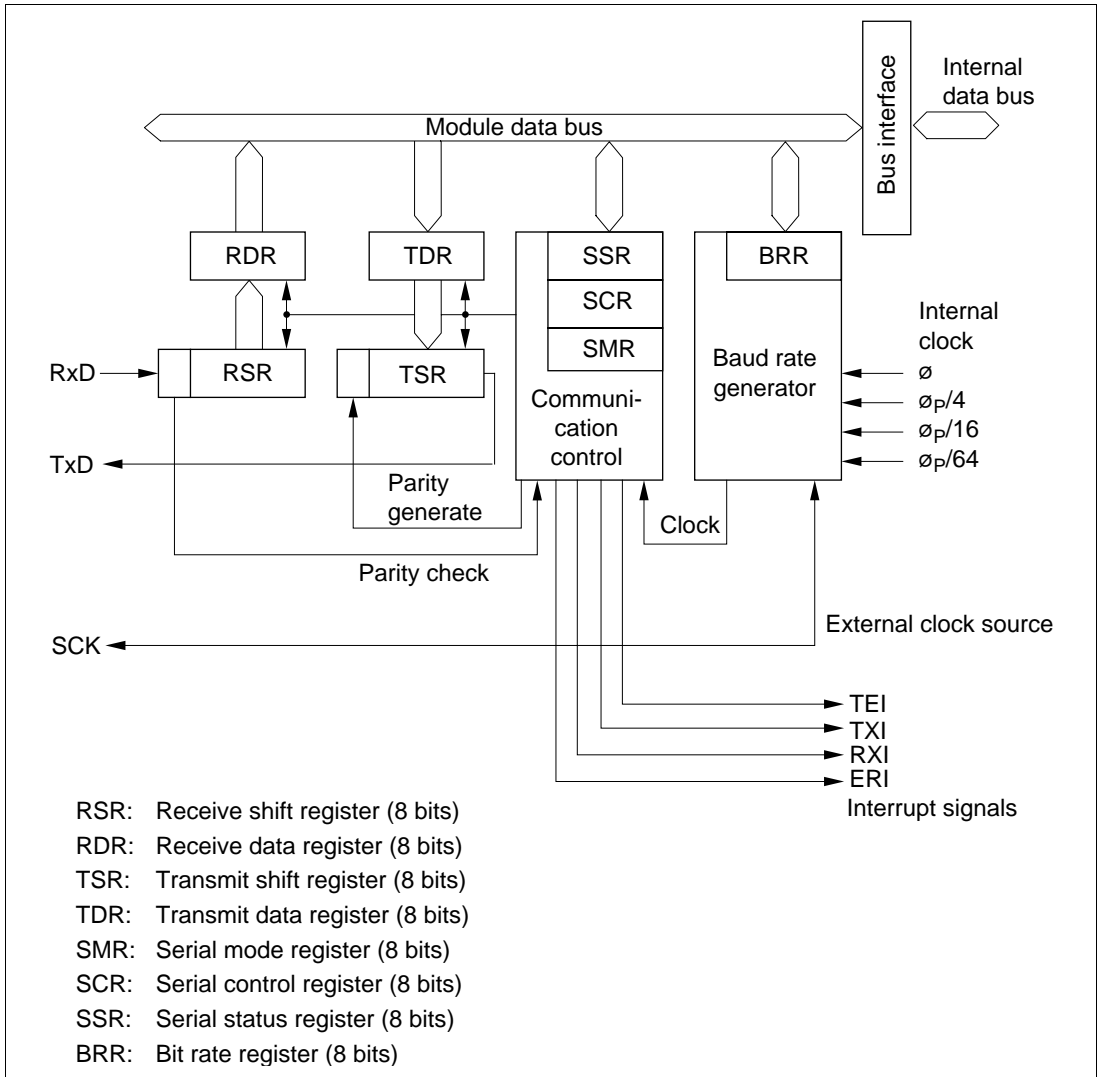 Internal
data bus
Bus interface
Module data bus
RDR
TDR
SSR
BRR
SCR
SMR
RxD
RSR
TSR
Communi-
cation
control
Baud rate
generator
Internal
clock
ø
øP/4
øP/16
øP/64
TxD
Parity
generate
Clock
Parity check
External clock source
SCK
TEI
TXI
RXI
ERI
Interrupt signals
RSR: Receive shift register (8 bits)
RDR: Receive data register (8 bits)
TSR: Transmit shift register (8 bits)
TDR: Transmit data register (8 bits)
SMR: Serial mode register (8 bits)
SCR: Serial control register (8 bits)
SSR: Serial status register (8 bits)
BRR: Bit rate register (8 bits)